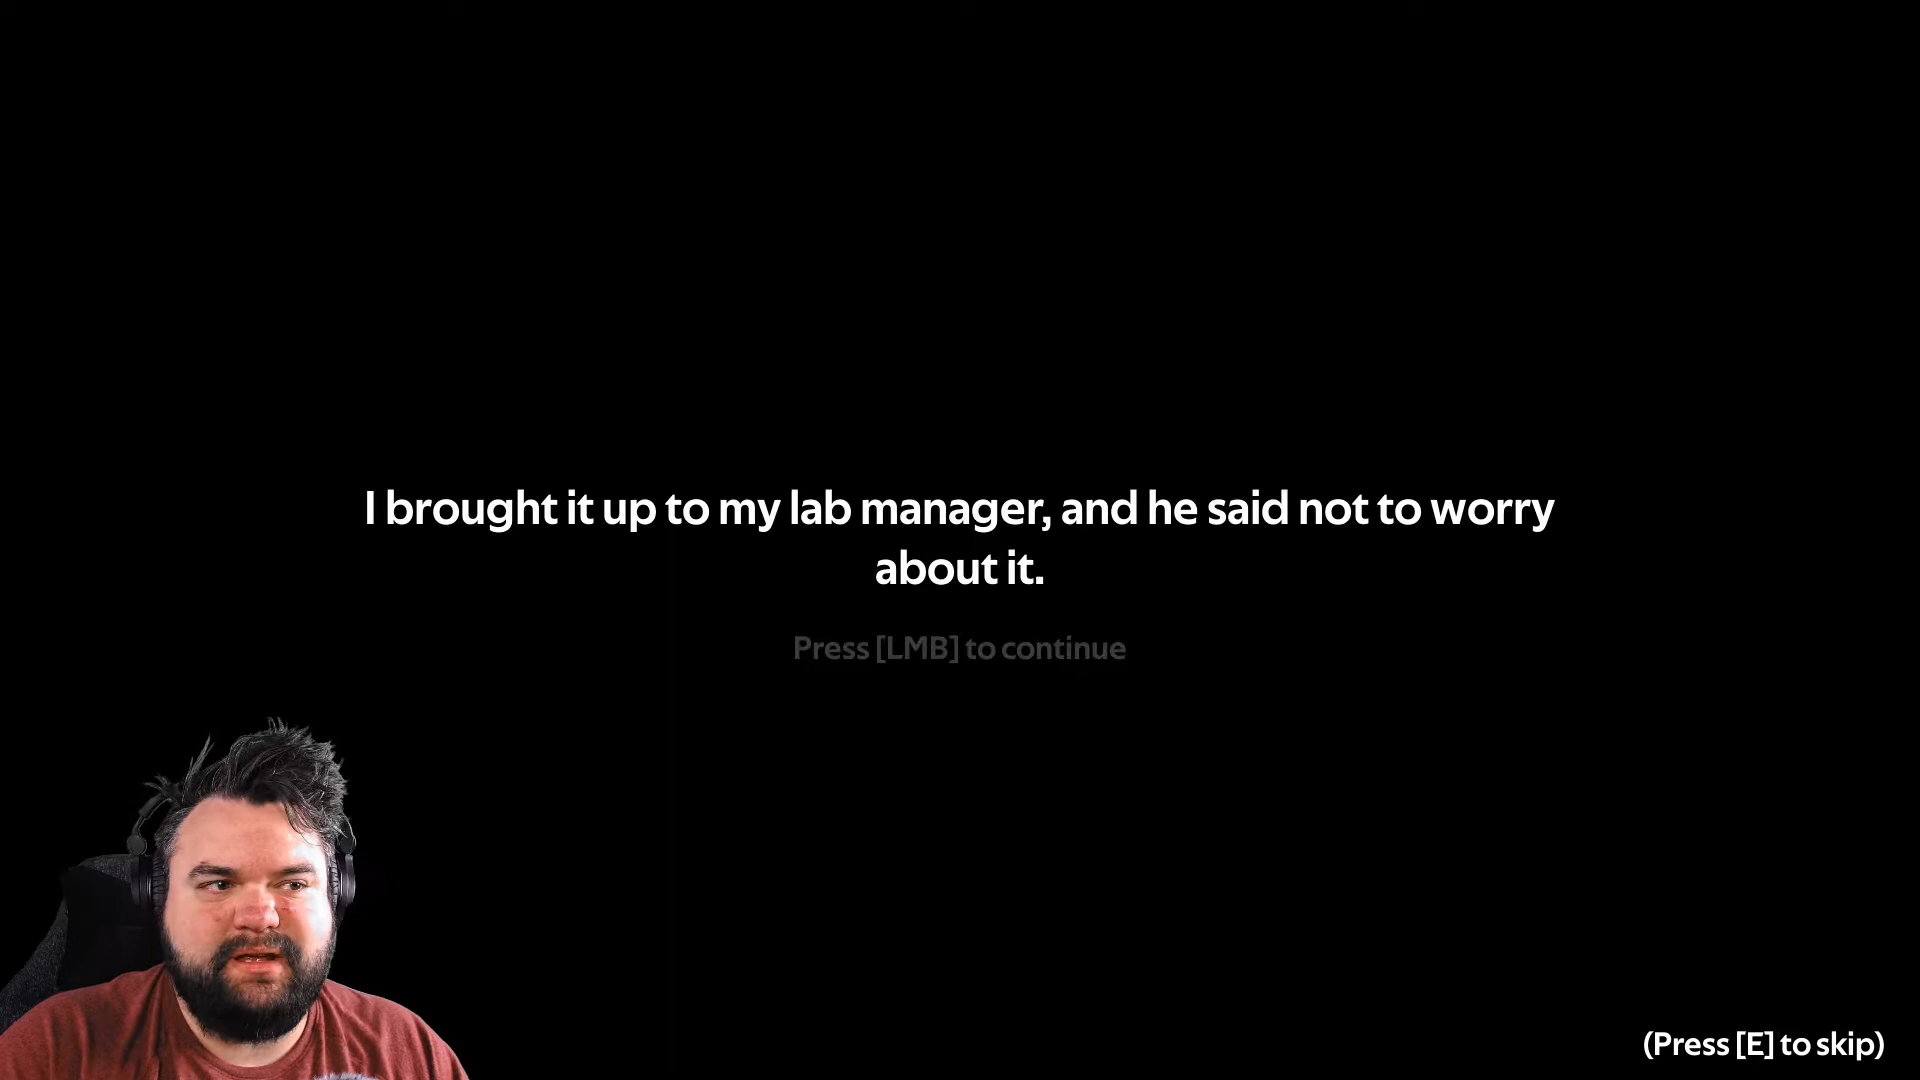 I brought it up to my lab manager, and he said not to worry
about it.
Press [LMB] to continue
(Press [E] to skip)